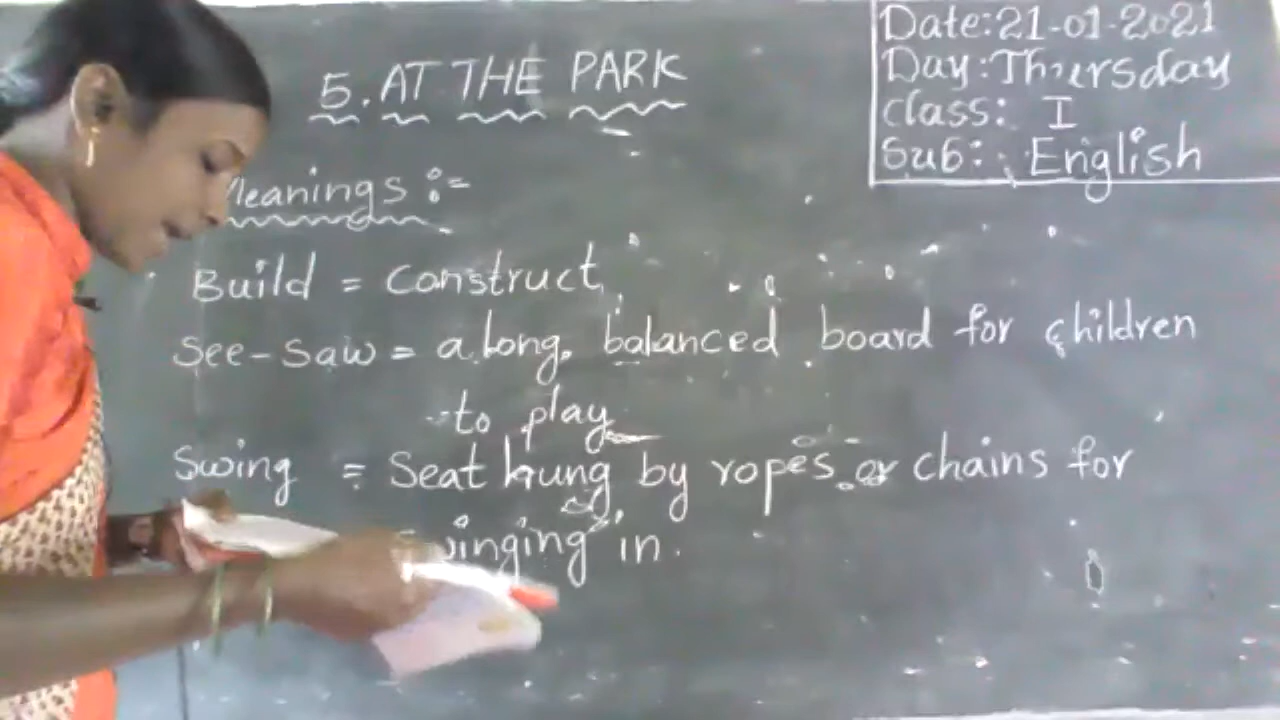 5. AT THE PARK
Date: 21-01-2021
Day: Thursday
Class: I
Sub: English
Meanings :=
Build = Construct
See-Saw = a long balanced board for children
to play
Swing = Seat hung by ropes or chains for
Swinging in.